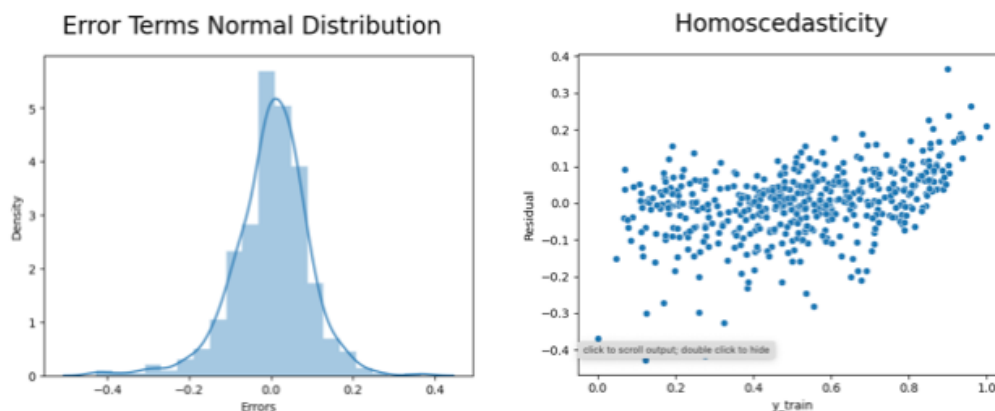 Error Terms Normal Distribution
Density
5
4
3
2
1
0
−0.4 −0.2 0.0 0.2 0.4
Errors
Homoscedasticity
Residual
0.4
0.3
0.2
0.1
0.0
−0.1
−0.2
−0.3
−0.4
click to scroll output; double click to hide
0.0 0.2 0.4 0.6 0.8 1.0
y_train